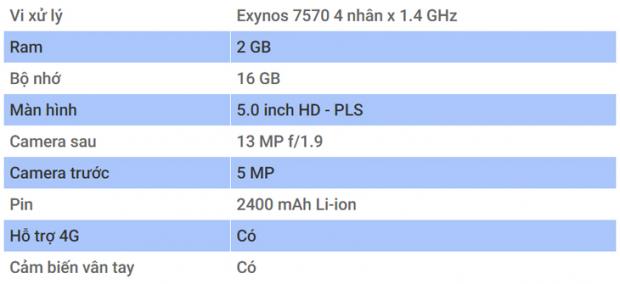 Vi xử lý Exynos 7570 4 nhân x 1.4 GHz
Ram 2 GB
Bộ nhớ 16 GB
Màn hình 5.0 inch HD - PLS
Camera sau 13 MP f/1.9
Camera trước 5 MP
Pin 2400 mAh Li-ion
Hỗ trợ 4G Có
Cảm biến vân tay Có